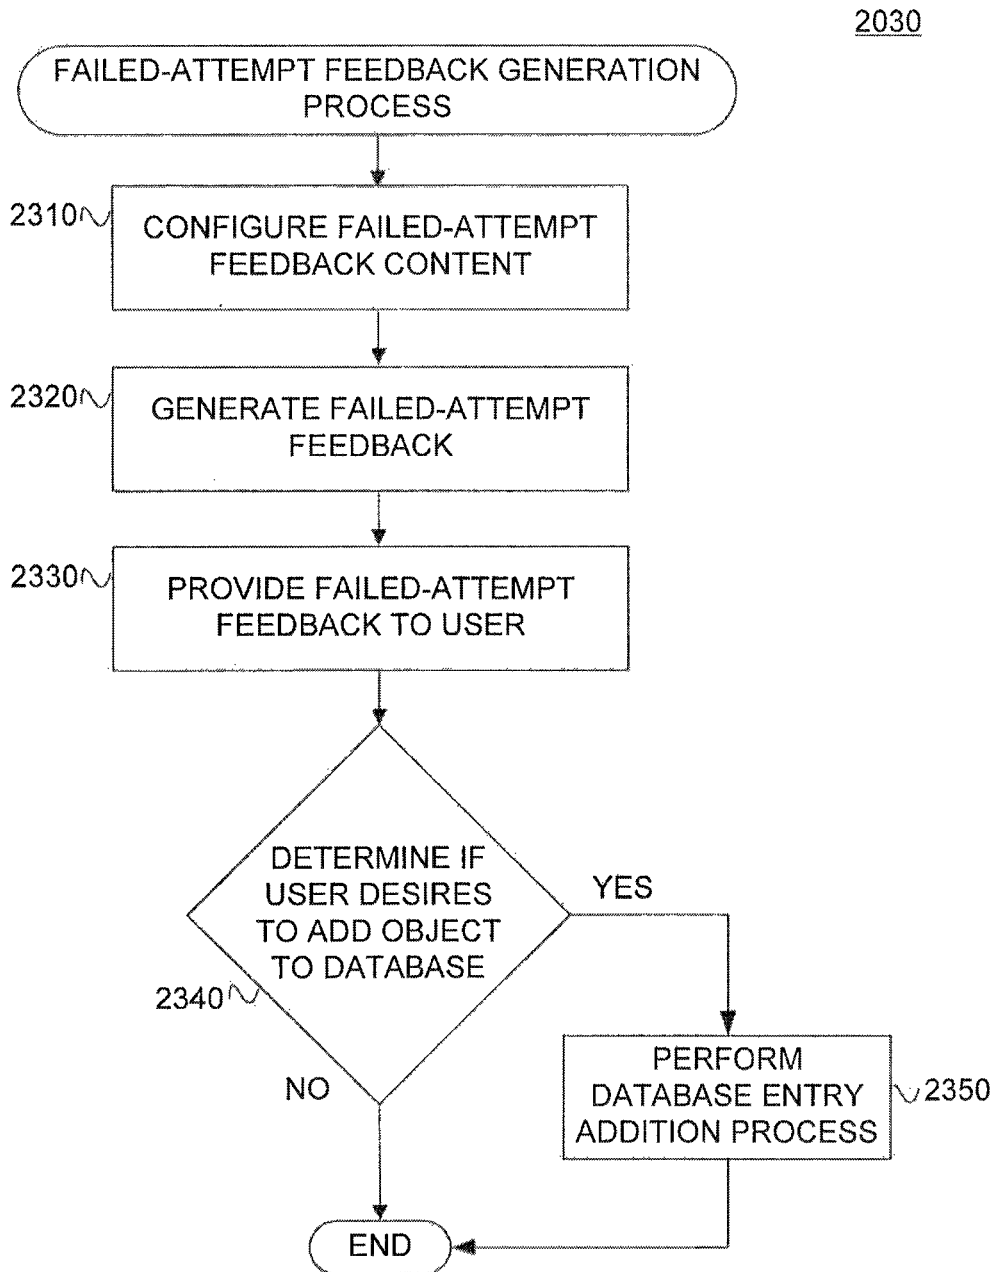 2030
FAILED-ATTEMPT FEEDBACK GENERATION
PROCESS
2310
CONFIGURE FAILED-ATTEMPT
FEEDBACK CONTENT
2320
GENERATE FAILED-ATTEMPT
FEEDBACK
2330
PROVIDE FAILED-ATTEMPT
FEEDBACK TO USER
DETERMINE IF
USER DESIRES
TO ADD OBJECT
TO DATABASE
YES
2340
NO
PERFORM
DATABASE ENTRY
ADDITION PROCESS
2350
END